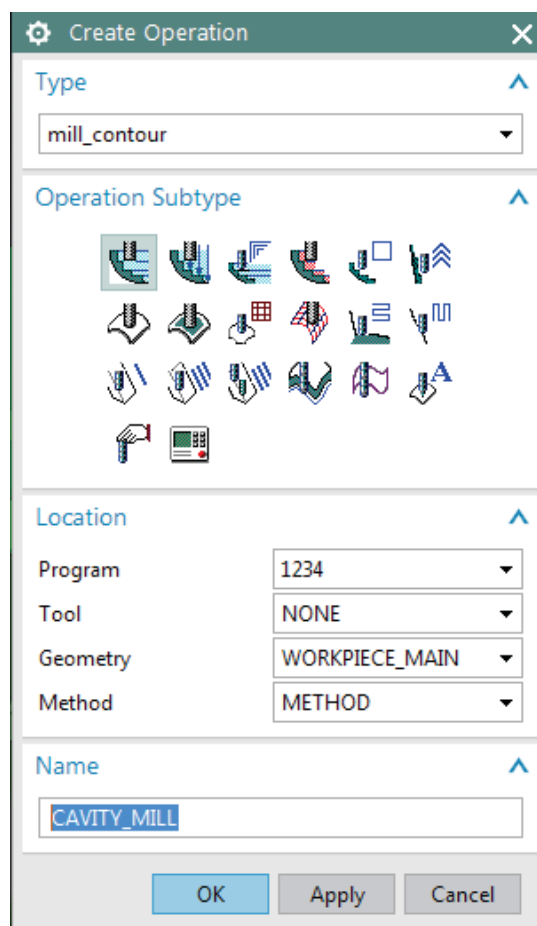 Create Operation
Type
mill_contour
Operation Subtype
A
Location
Program 1234
Tool NONE
Geometry WORKPIECE_MAIN
Method METHOD
Name
CAVITY_MILL
OK Apply Cancel